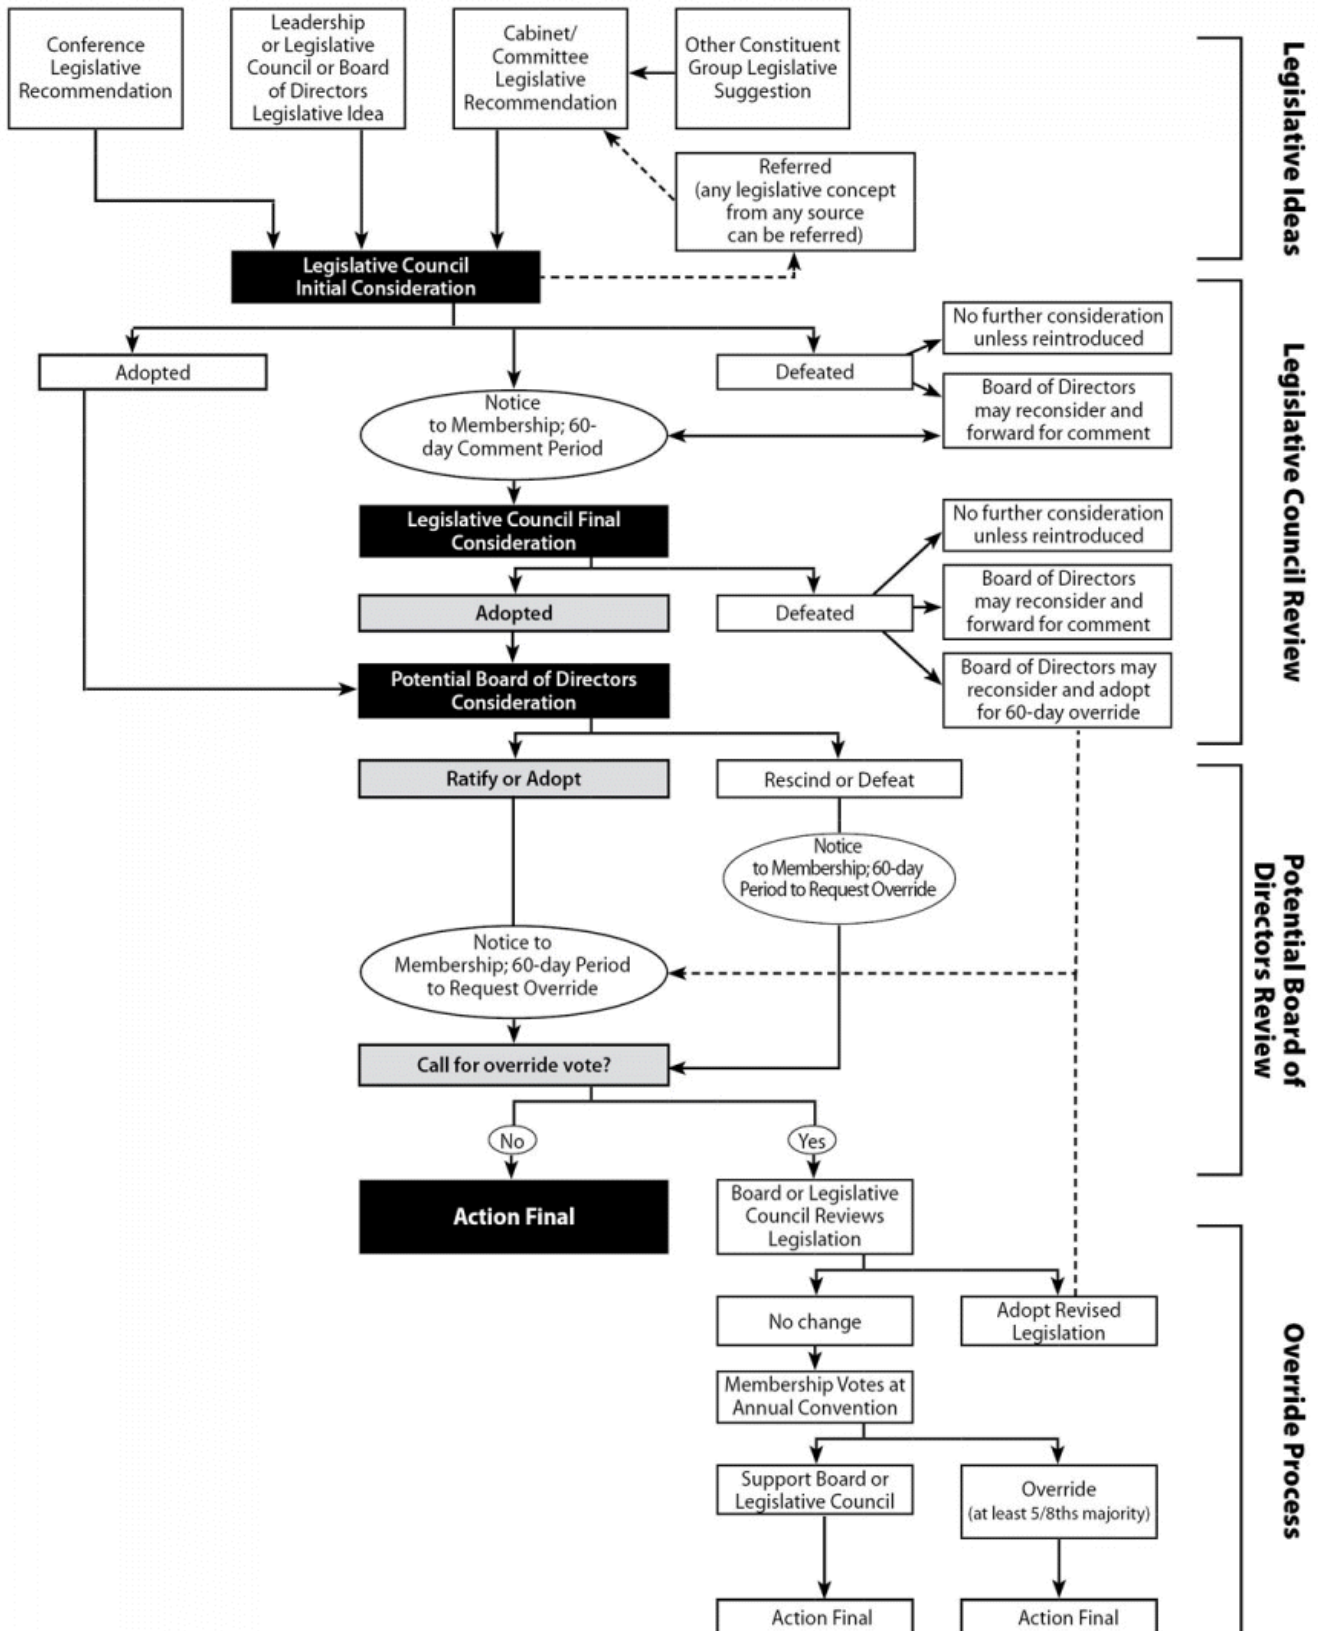 Conference
Legislative
Recommendation
Leadership
or Legislative
Council or Board
of Directors
Legislative Idea
Cabinet/
Committee
Legislative
Recommendation
Other Constituent
Group Legislative
Suggestion
Referred
(any legislative concept
from any source
can be referred)
Legislative Council
Initial Consideration
Legislative Ideas
Adopted
Notice
to Membership; 60-
day Comment Period
Defeated
No further consideration
unless reintroduced
Board of Directors
may reconsider and
forward for comment
Legislative Council Final
Consideration
Adopted
Defeated
No further consideration
unless reintroduced
Board of Directors
may reconsider and
forward for comment
Board of Directors may
reconsider and adopt
for 60-day override
Legislative Council Review
Potential Board of Directors
Consideration
Ratify or Adopt
Rescind or Defeat
Notice
to Membership; 60-day
Period to Request Override
Notice to
Membership; 60-day Period
to Request Override
Call for override vote?
Potential Board of
Directors Review
No
Yes
Action Final
Board or Legislative
Council Reviews
Legislation
No change
Adopt Revised
Legislation
Membership Votes at
Annual Convention
Support Board or
Legislative Council
Override
(at least 5/8ths majority)
Action Final
Action Final
Override Process